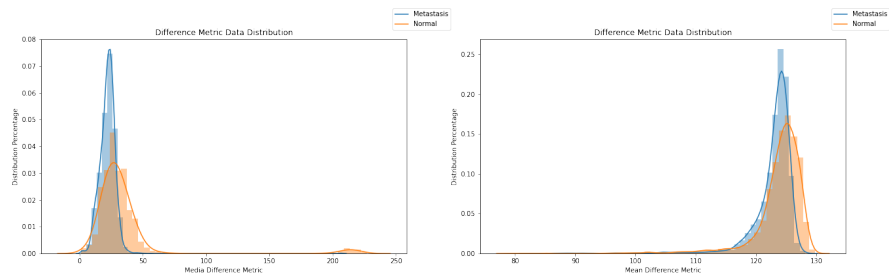 Metastasis
Normal
Difference Metric Data Distribution
Distribution Percentage
0.08
0.07
0.06
0.05
0.04
0.03
0.02
0.01
0.00
0
50
100
150
200
250
Media Difference Metric
Metastasis
Normal
Difference Metric Data Distribution
Distribution Percentage
0.25
0.20
0.15
0.10
0.05
0.00
80
90
100
110
120
130
Mean Difference Metric